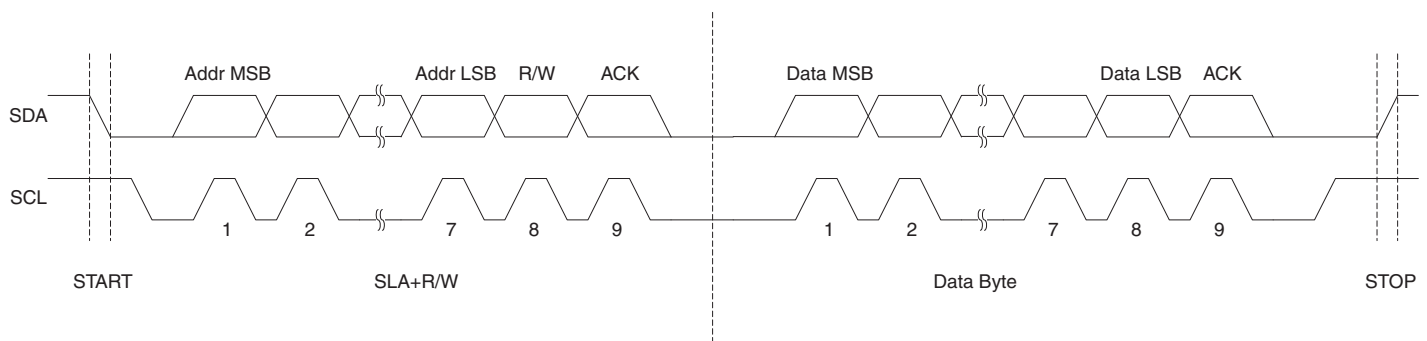 Addr MSB Addr LSB R/W ACK Data MSB Data LSB ACK
SDA
SCL
1 2 7 8 9 1 2 7 8 9
START SLA+R/W Data Byte STOP